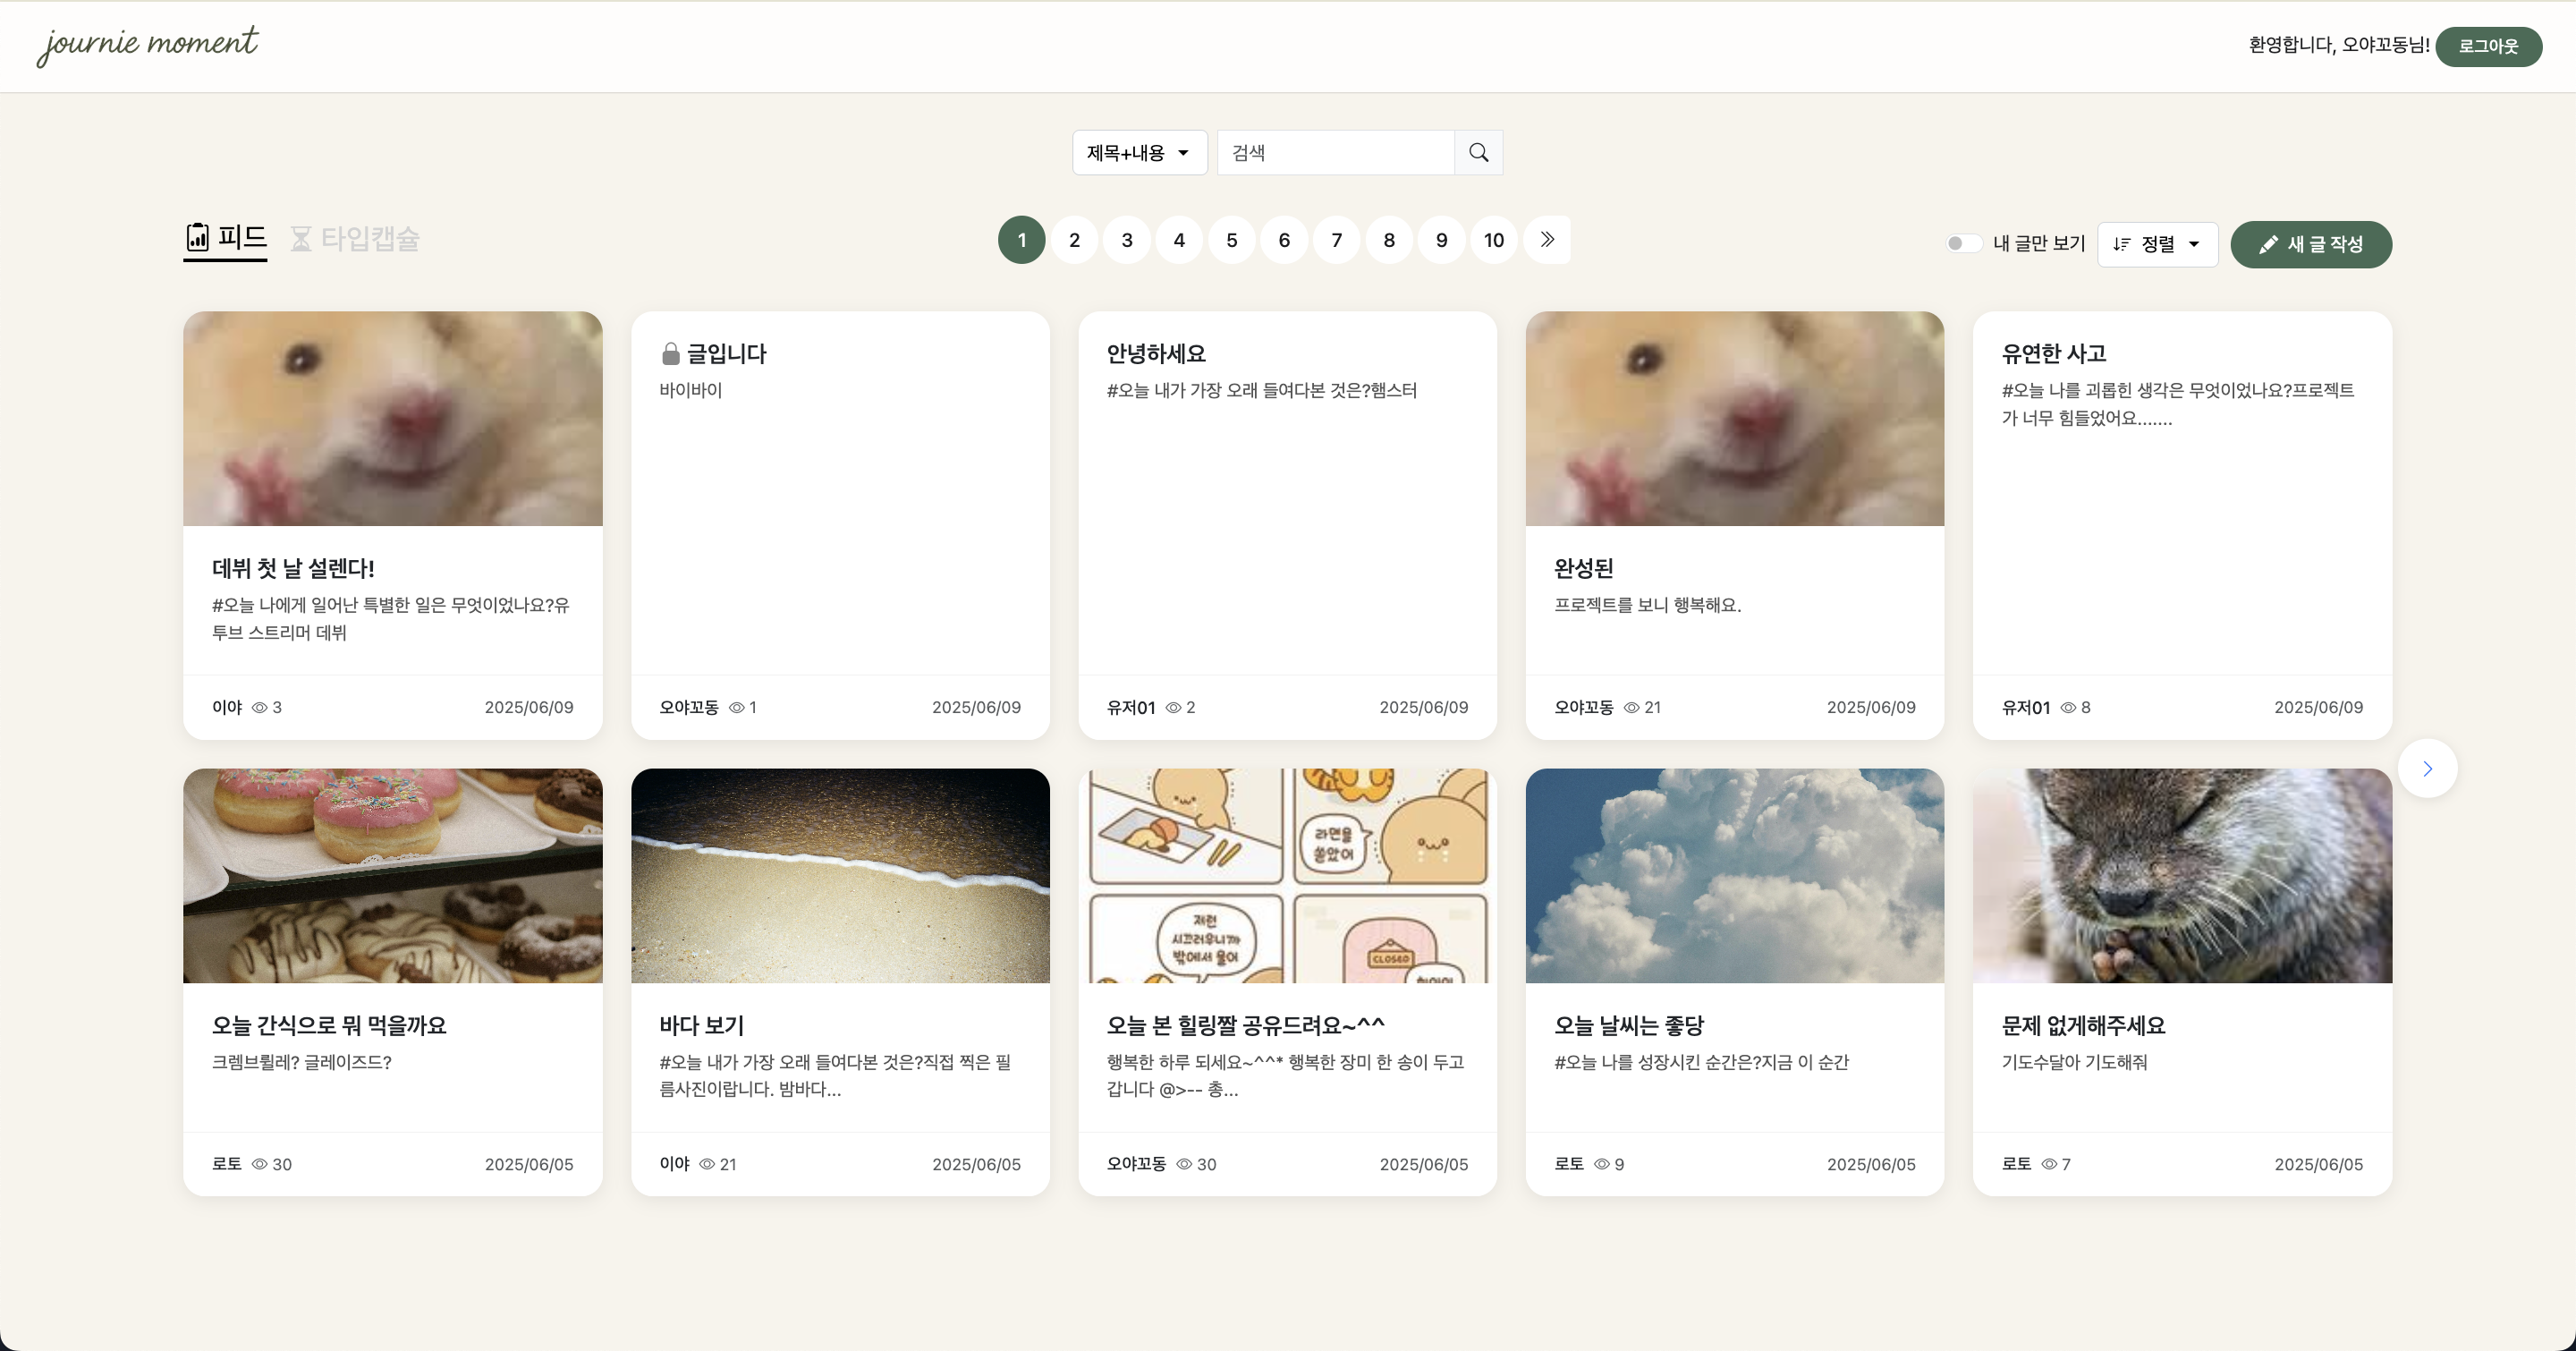 journie moment
환영합니다, 오야꼬동님! 로그아웃
제목+내용 검색
피드 타입캡슐
1 2 3 4 5 6 7 8 9 10
내 글만 보기 정렬 새 글 작성
데뷔 첫 날 설렌다!
#오늘 나에게 일어난 특별한 일은 무엇이었나요?유
투브 스트리머 데뷔
이야 3 2025/06/09
글입니다
바이바이
오야꼬동 1 2025/06/09
안녕하세요
#오늘 내가 가장 오래 들여다본 것은?햄스터
유저01 2 2025/06/09
완성된
프로젝트를 보니 행복해요.
오야꼬동 21 2025/06/09
유연한 사고
#오늘 나를 괴롭힌 생각은 무엇이었나요?프로젝트
가 너무 힘들었어요.......
유저01 8 2025/06/09
오늘 간식으로 뭐 먹을까요
크렘브륄레? 글레이즈드?
로토 30 2025/06/05
바다 보기
#오늘 내가 가장 오래 들여다본 것은?직접 찍은 필
름사진이랍니다. 밤바다...
이야 21 2025/06/05
라면을
쏟았어
저런
시끄러우니까
밖에서 울어
CLOSED
오늘 본 힐링짤 공유드려요~^^
행복한 하루 되세요~^^* 행복한 장미 한 송이 두고
갑니다 @>-- 총...
오야꼬동 30 2025/06/05
오늘 날씨는 좋당
#오늘 나를 성장시킨 순간은?지금 이 순간
로토 9 2025/06/05
문제 없게해주세요
기도수달아 기도해줘
로토 7 2025/06/05